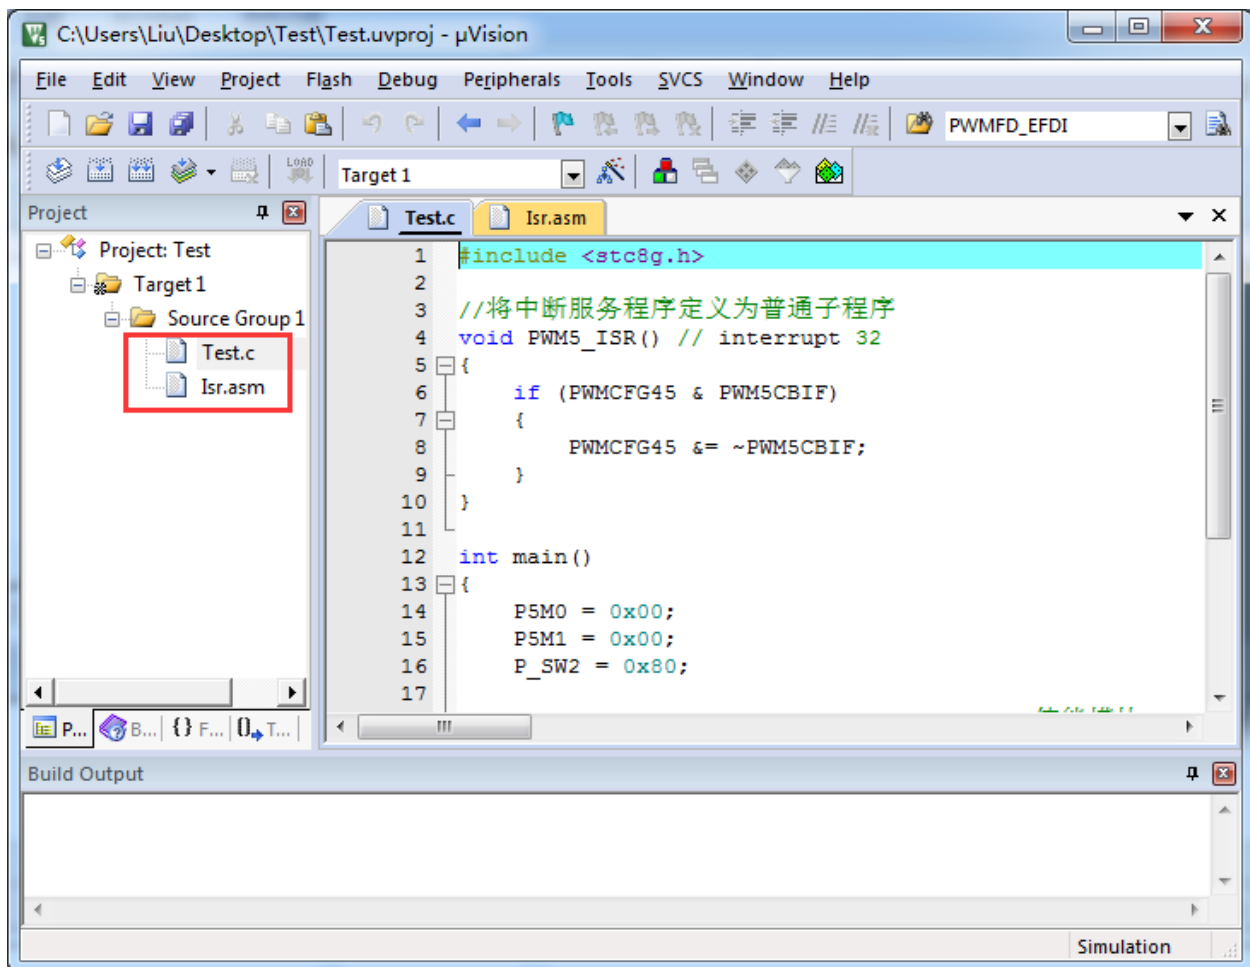 C:\Users\Liu\Desktop\Test\Test.uvproj - µVision
File Edit View Project Flash Debug Peripherals Tools SVCS Window Help
PWMFD_EFDI
LOAD Target 1
Project
Test.c Isr.asm
Project: Test
Target 1
Source Group 1
Test.c
Isr.asm
1 #include <stc8g.h>
2
3 //将中断服务程序定义为普通子程序
4 void PWM5_ISR() // interrupt 32
5 {
6 if (PWMCFG45 & PWM5CBIF)
7 {
8 PWMCFG45 &= ~PWM5CBIF;
9 }
10 }
11
12 int main()
13 {
14 P5M0 = 0x00;
15 P5M1 = 0x00;
16 P_SW2 = 0x80;
17
P... B... {} F... 0 T...
Build Output
Simulation